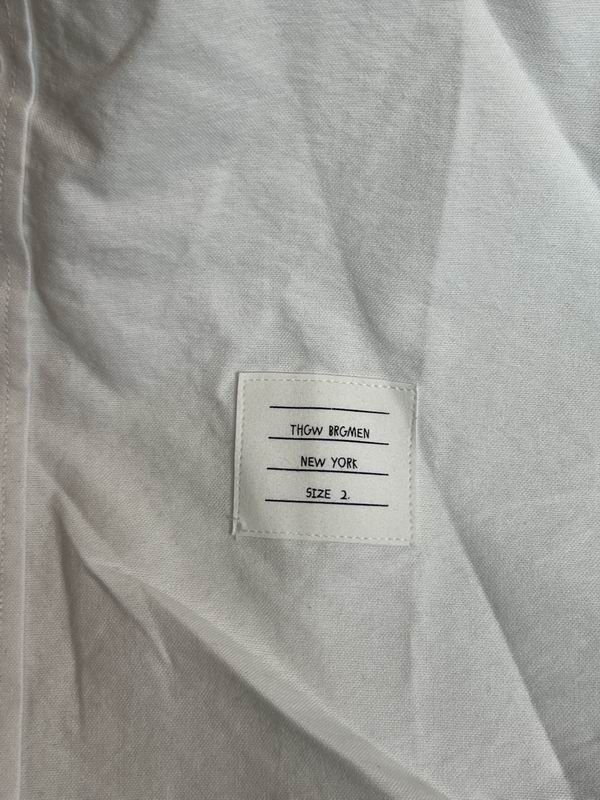 THGW BRGMEN
NEW YORK
SIZE 2.